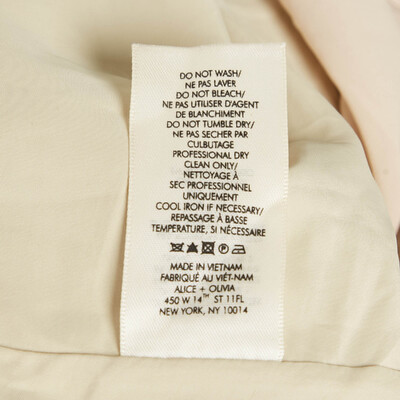 DO NOT WASH/
NE PAS LAVER
DO NOT BLEACH/
NE PAS UTILISER D'AGENT
DE BLANCHIMENT
DO NOT TUMBLE DRY/
NE PAS SECHER PAR
CULBUTAGE
PROFESSIONAL DRY
CLEAN ONLY/
NETTOYAGE À
SEC PROFESSIONNEL
UNIQUEMENT
COOL IRON IF NECESSARY/
REPASSAGE À BASSE
TEMPERATURE, SI NÉCESSAIRE
MADE IN VIETNAM
FABRIQUÉ AU VIÊT-NAM
ALICE + OLIVIA
450 W 14TH ST 11FL
NEW YORK, NY 10014